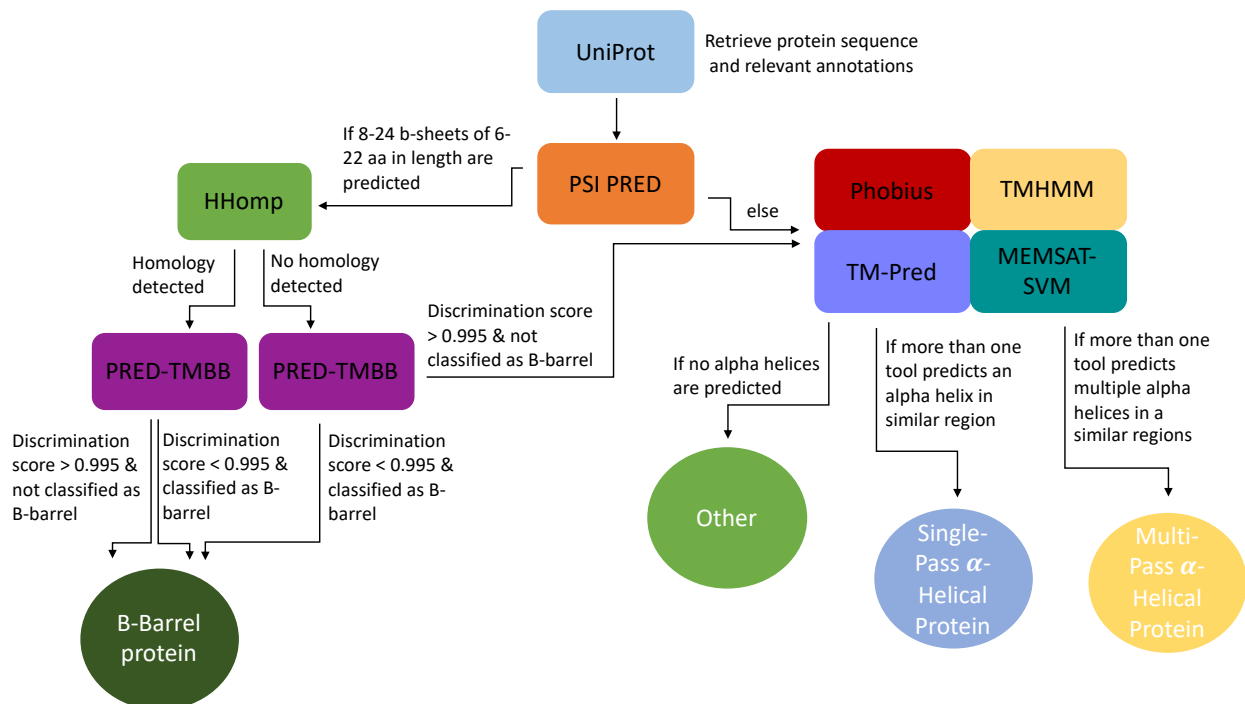 UniProt
Retrieve protein sequence
and relevant annotations
If 8-24 b-sheets of 6-
22 aa in length are
predicted
PSI PRED
HHomp
else
Phobius
TMHMM
TM-Pred
MEMSAT-
SVM
Homology
detected
No homology
detected
PRED-TMBB
PRED-TMBB
Discrimination score
> 0.995 & not
classified as B-barrel
If no alpha helices
are predicted
If more than one
tool predicts an
alpha helix in
similar region
If more than one
tool predicts
multiple alpha
helices in a
similar regions
Discrimination
score > 0.995 &
not classified as
B-barrel
Discrimination
score < 0.995 &
classified as B-
barrel
Discrimination
score < 0.995 &
classified as B-
barrel
B-Barrel
protein
Other
Single-
Pass α-
Helical
Protein
Multi-
Pass α-
Helical
Protein